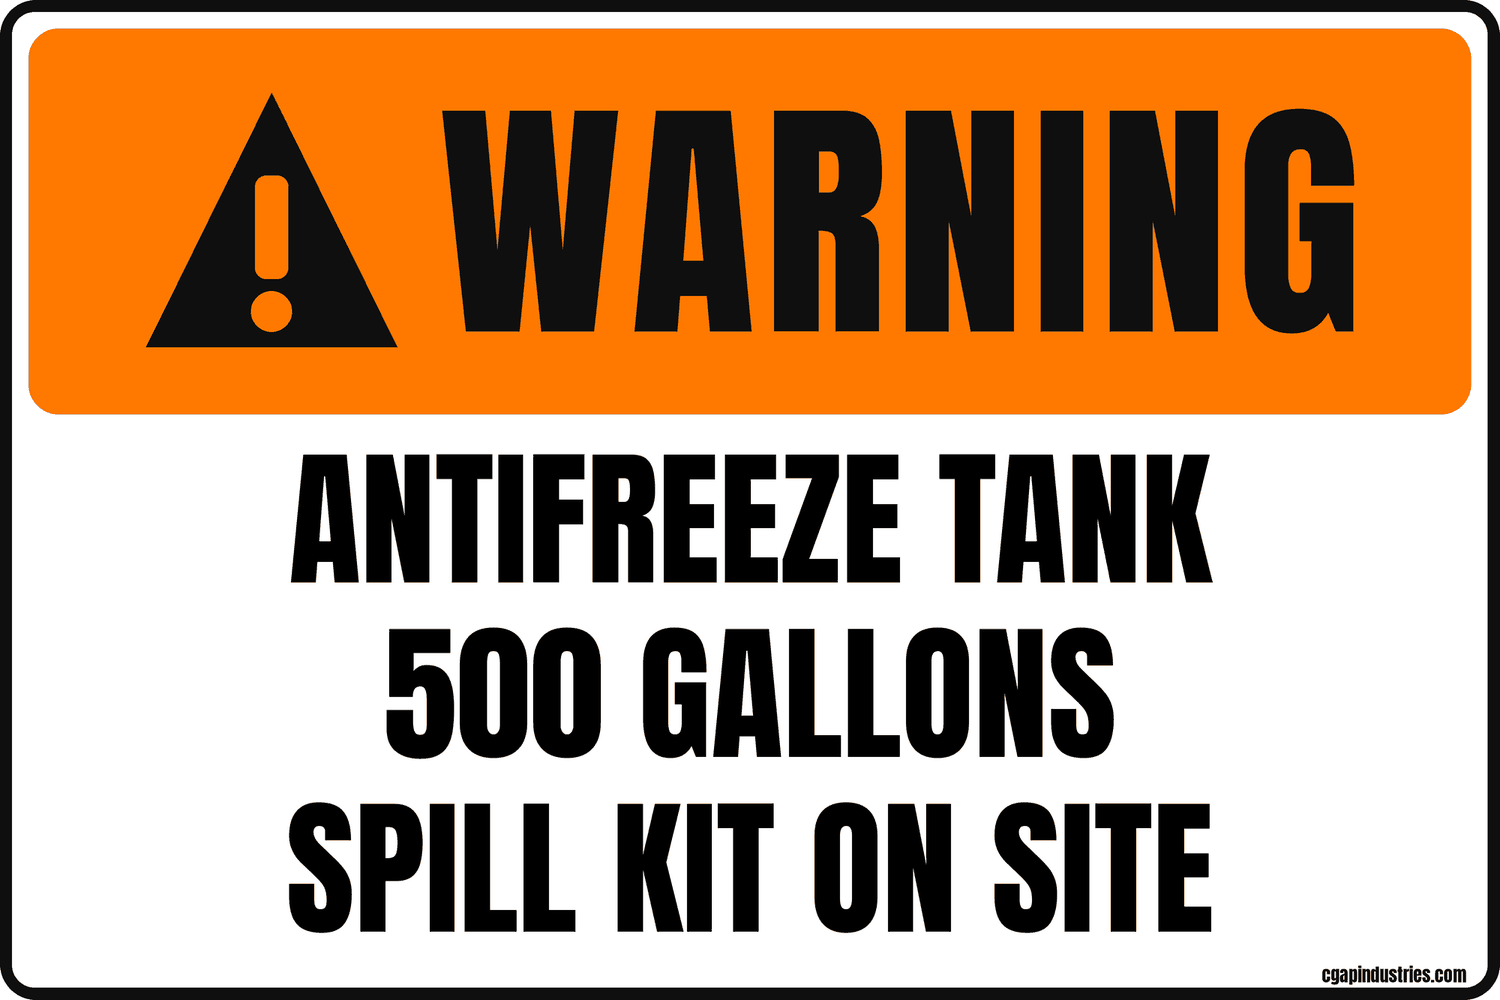 WARNING
ANTIFREEZE TANK
500 GALLONS
SPILL KIT ON SITE
cgapindustries.com